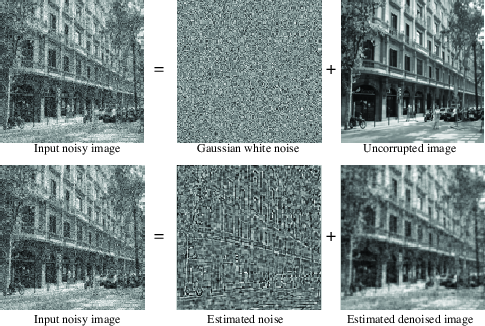 = +
Input noisy image Gaussian white noise Uncorrupted image
= +
Input noisy image Estimated noise Estimated denoised image